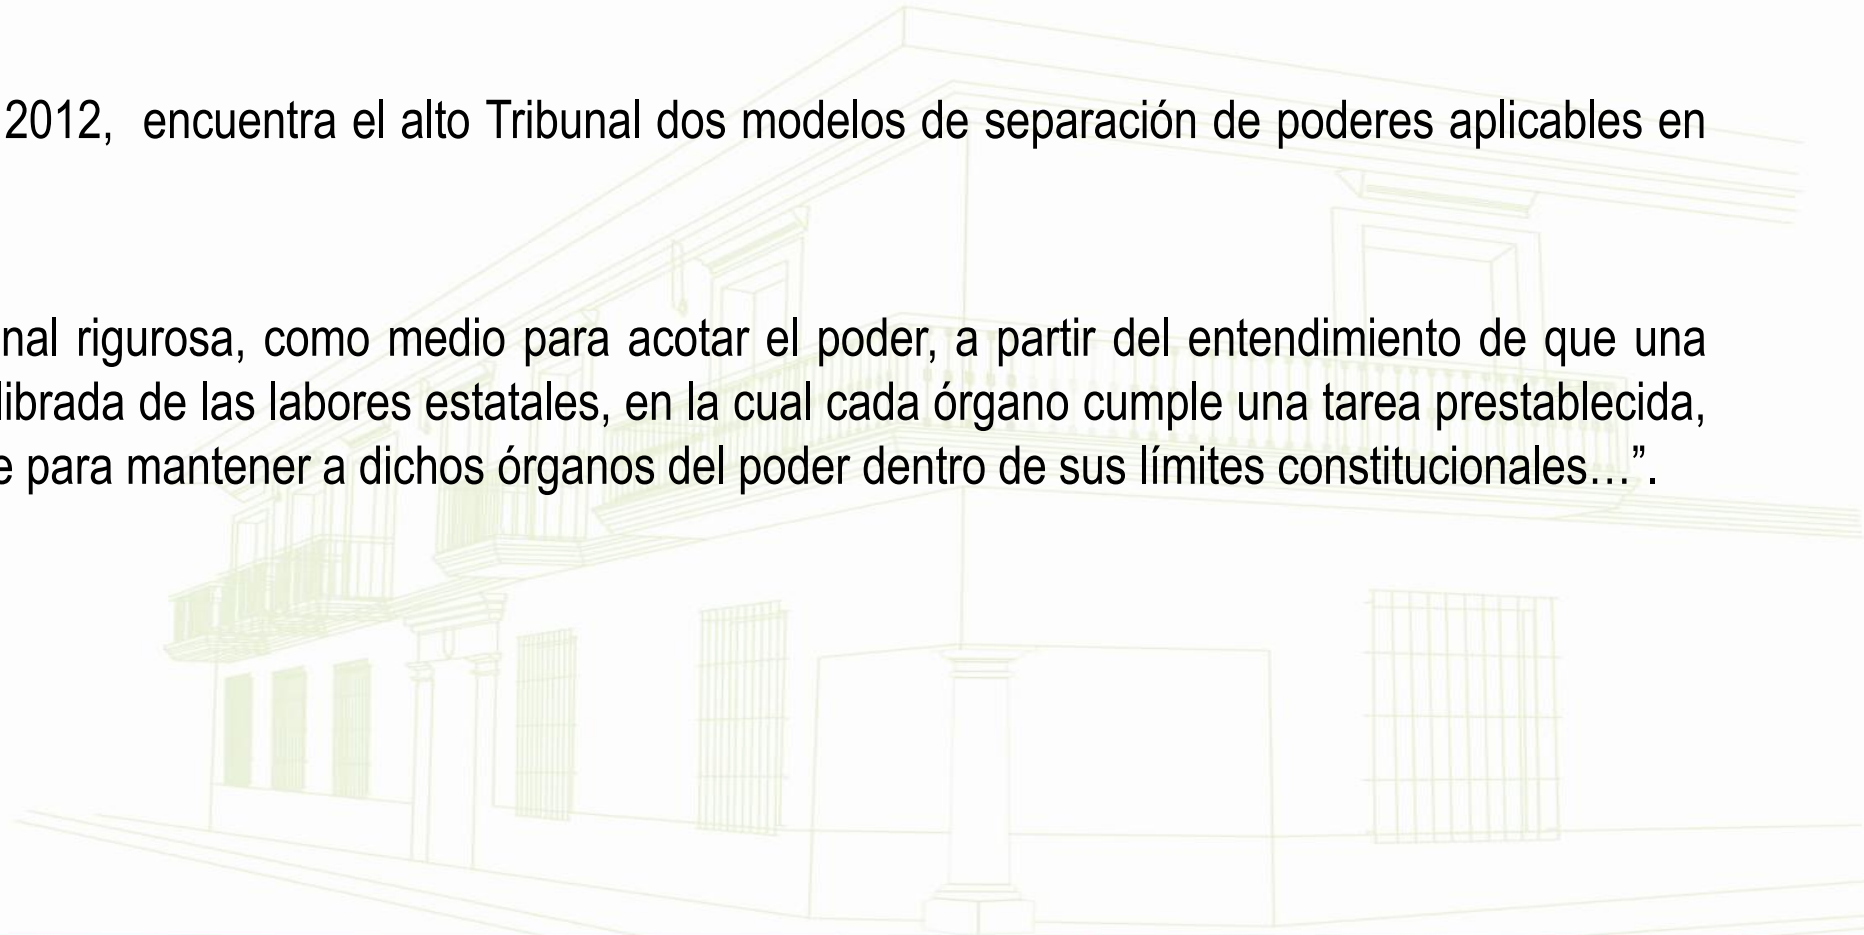 2012, encuentra el alto Tribunal dos modelos de separación de poderes aplicables en
nal rigurosa, como medio para acotar el poder, a partir del entendimiento de que una
librada de las labores estatales, en la cual cada órgano cumple una tarea prestablecida,
e para mantener a dichos órganos del poder dentro de sus límites constitucionales…”.